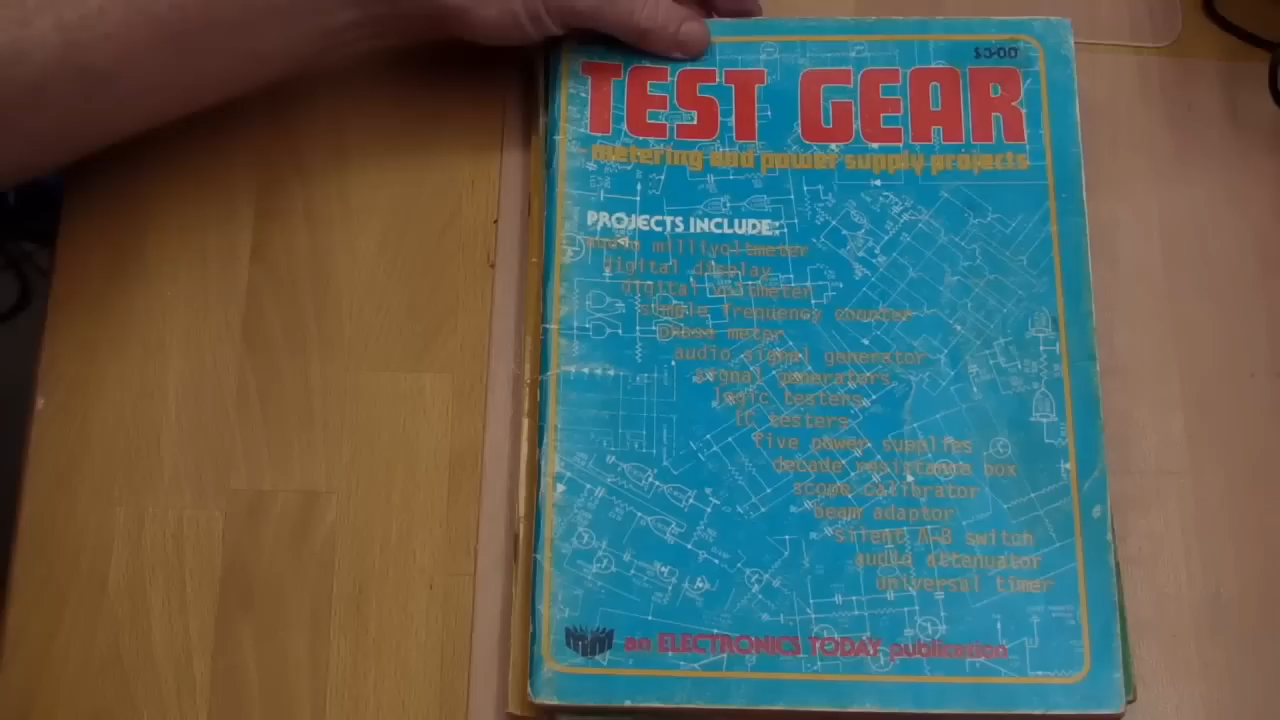 $3.00
TEST GEAR
metering and power supply projects
PROJECTS INCLUDE:
audio millivoltmeter
digital display
digital voltmeter
simple frequency counter
phase meter
audio signal generator
signal generators
logic testers
IC testers
five power supplies
decade resistance box
scope calibrator
beam adaptor
silent A-B switch
audio attenuator
universal timer
an ELECTRONICS TODAY publication